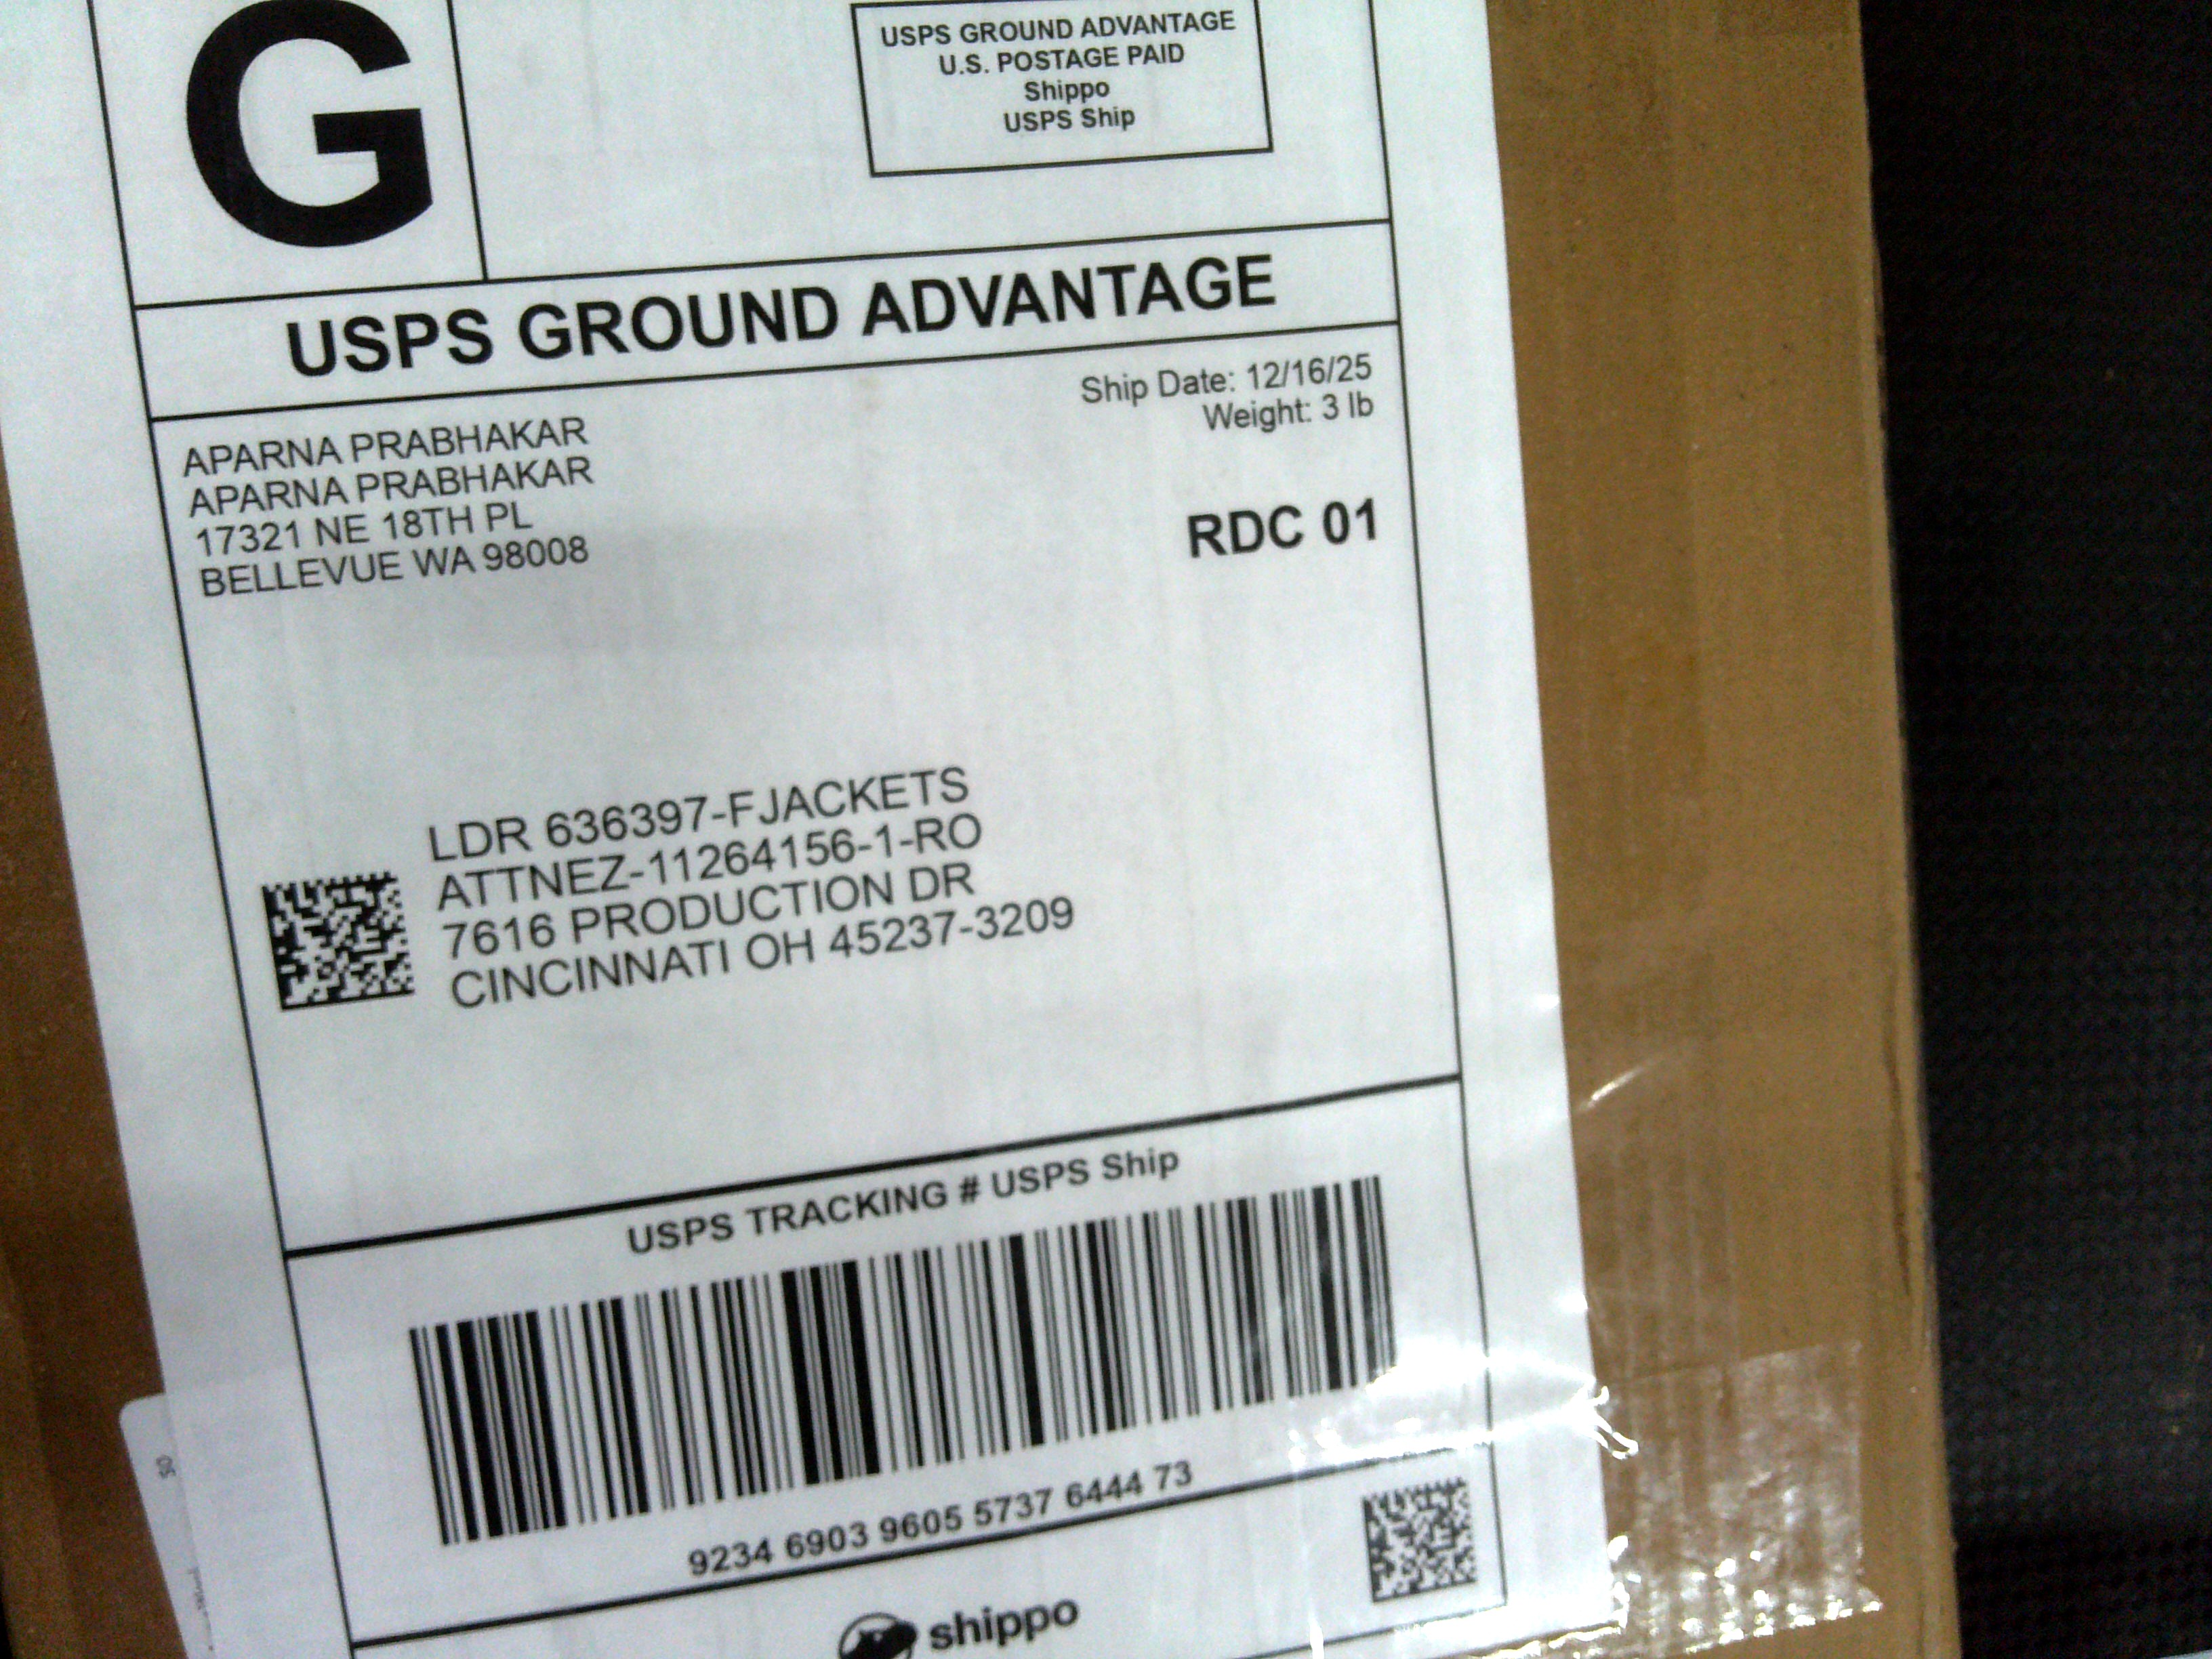 G
USPS GROUND ADVANTAGE
U.S. POSTAGE PAID
Shippo
USPS Ship
USPS GROUND ADVANTAGE
Ship Date: 12/16/25
Weight: 3 lb
APARNA PRABHAKAR
APARNA PRABHAKAR
17321 NE 18TH PL
BELLEVUE WA 98008
RDC 01
LDR 636397-FJACKETS
ATTNEZ-11264156-1-RO
7616 PRODUCTION DR
CINCINNATI OH 45237-3209
USPS TRACKING # USPS Ship
9234 6903 9605 5737 6444 73
shippo